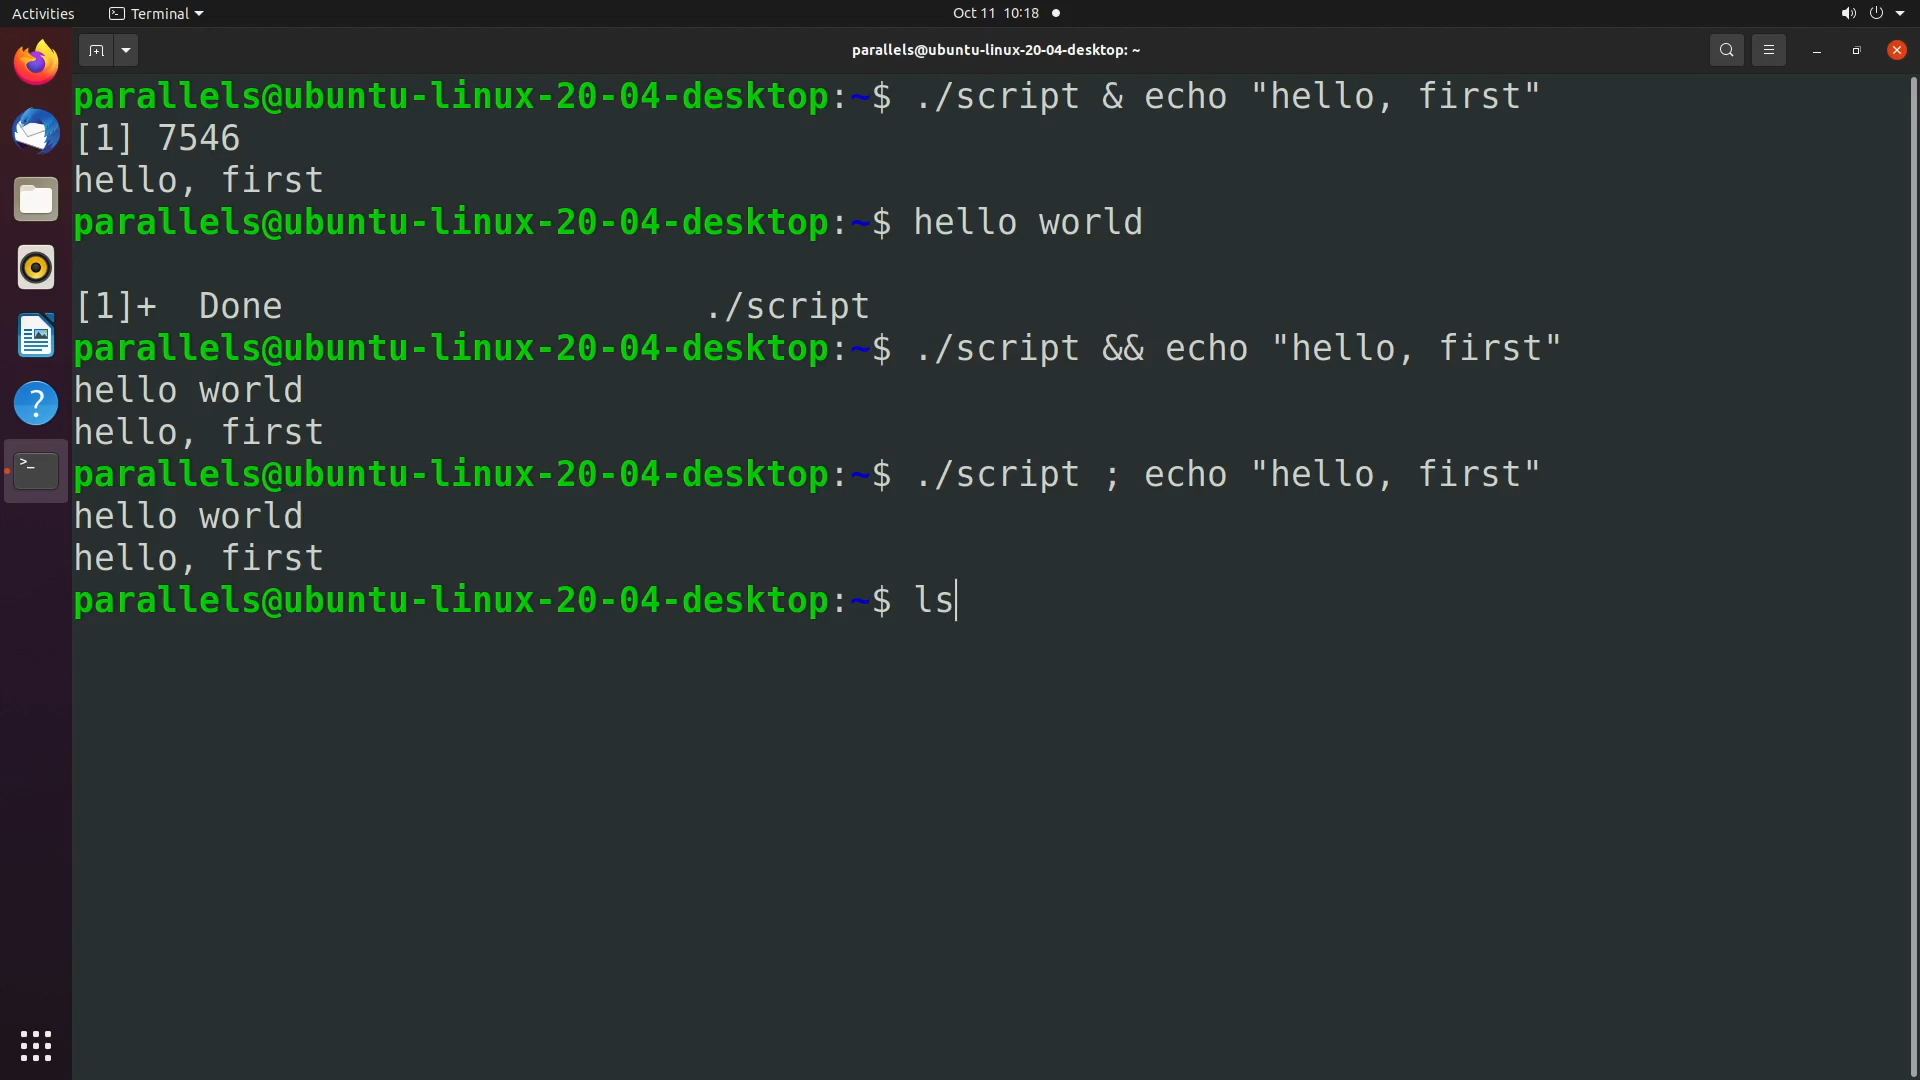 Activities Terminal Oct 11 10:18
parallels@ubuntu-linux-20-04-desktop: ~
parallels@ubuntu-linux-20-04-desktop:~$ ./script & echo "hello, first"
[1] 7546
hello, first
parallels@ubuntu-linux-20-04-desktop:~$ hello world
[1]+  Done                    ./script
parallels@ubuntu-linux-20-04-desktop:~$ ./script && echo "hello, first"
hello world
hello, first
parallels@ubuntu-linux-20-04-desktop:~$ ./script ; echo "hello, first"
hello world
hello, first
parallels@ubuntu-linux-20-04-desktop:~$ ls